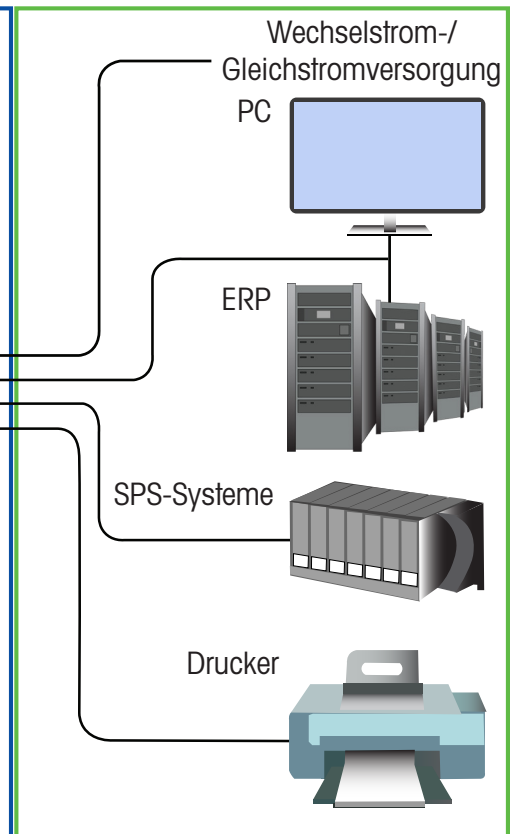 Wechselstrom-/
Gleichstromversorgung
PC
ERP
SPS-Systeme
Drucker